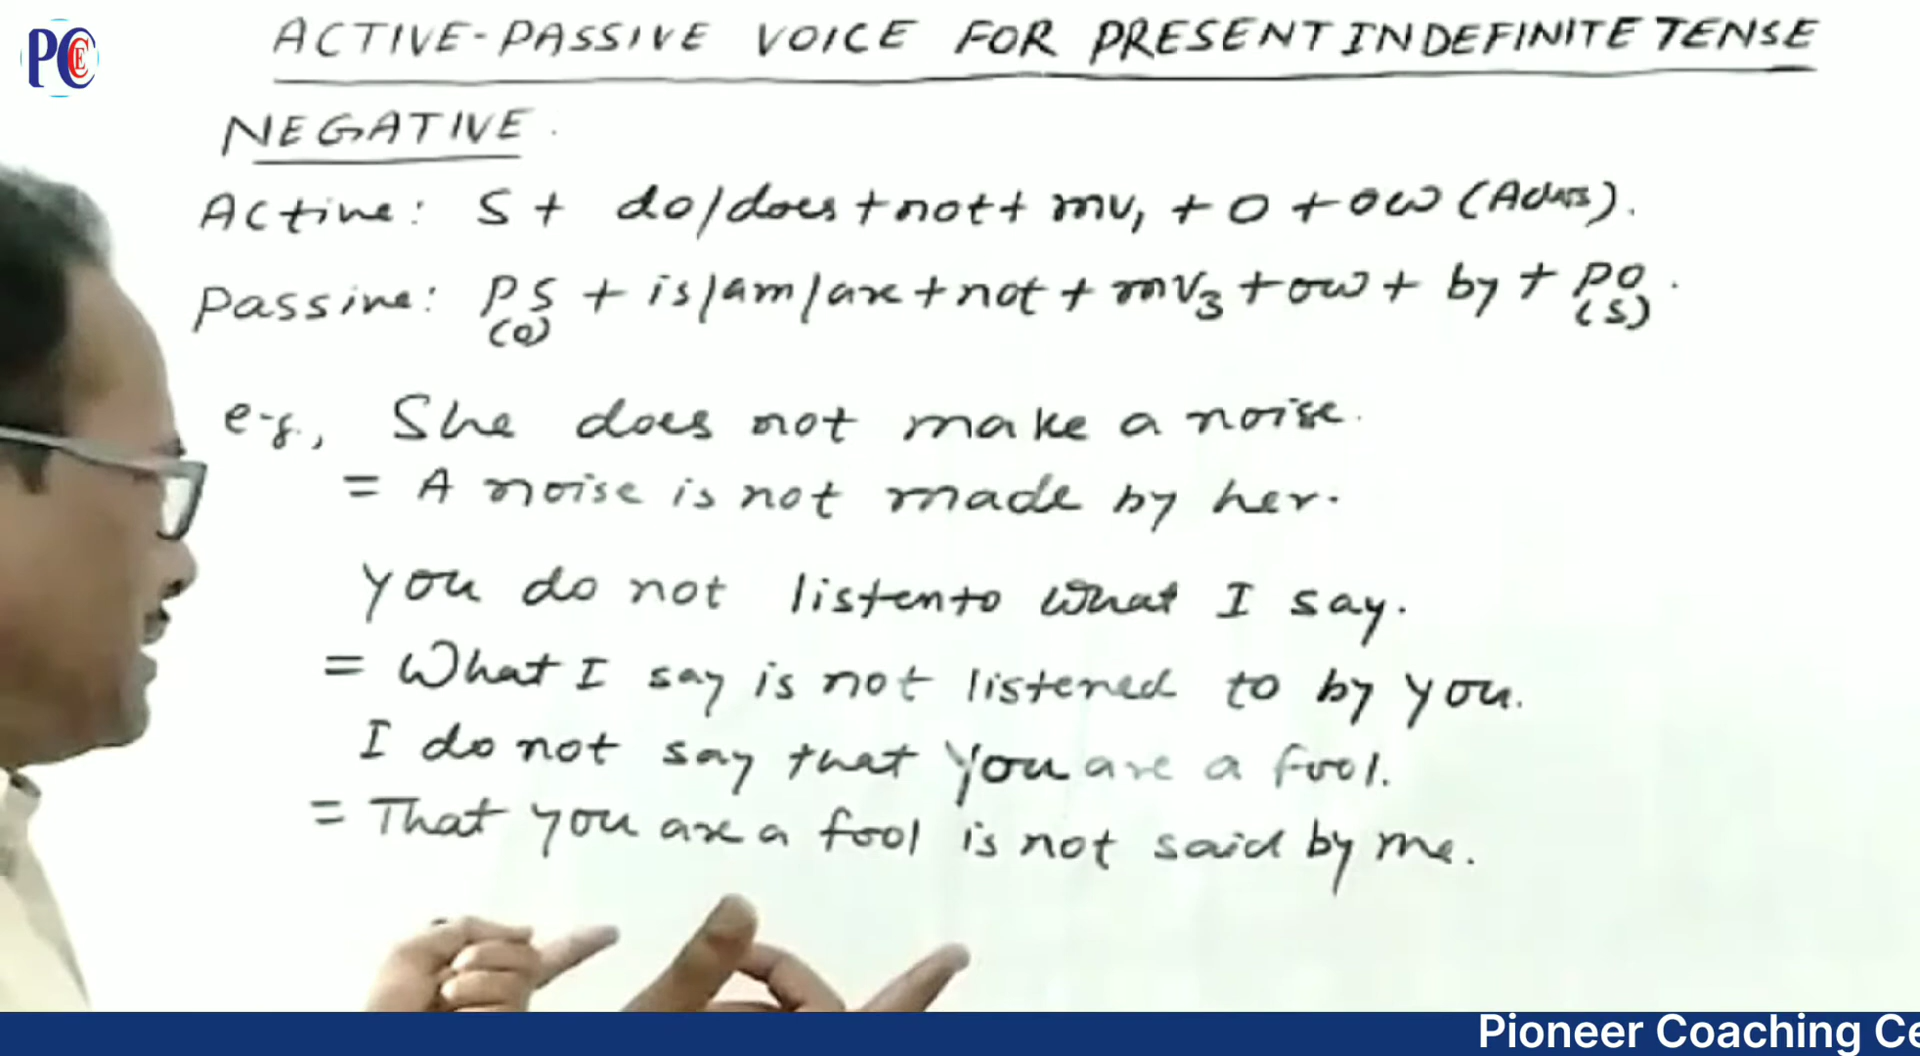 PCEC
ACTIVE-PASSIVE VOICE FOR PRESENT INDEFINITE TENSE
NEGATIVE.
Active: S + do/does+not+ mv1 + O + ow (Advs).
Passive: PS + is/am/are+not + mv3 + ow + by + PO.
(O) (S)
e.g., She does not make a noise.
= A noise is not made by her.
You do not listen to what I say.
= What I say is not listened to by you.
I do not say that you are a fool.
= That you are a fool is not said by me.
Pioneer Coaching Ce